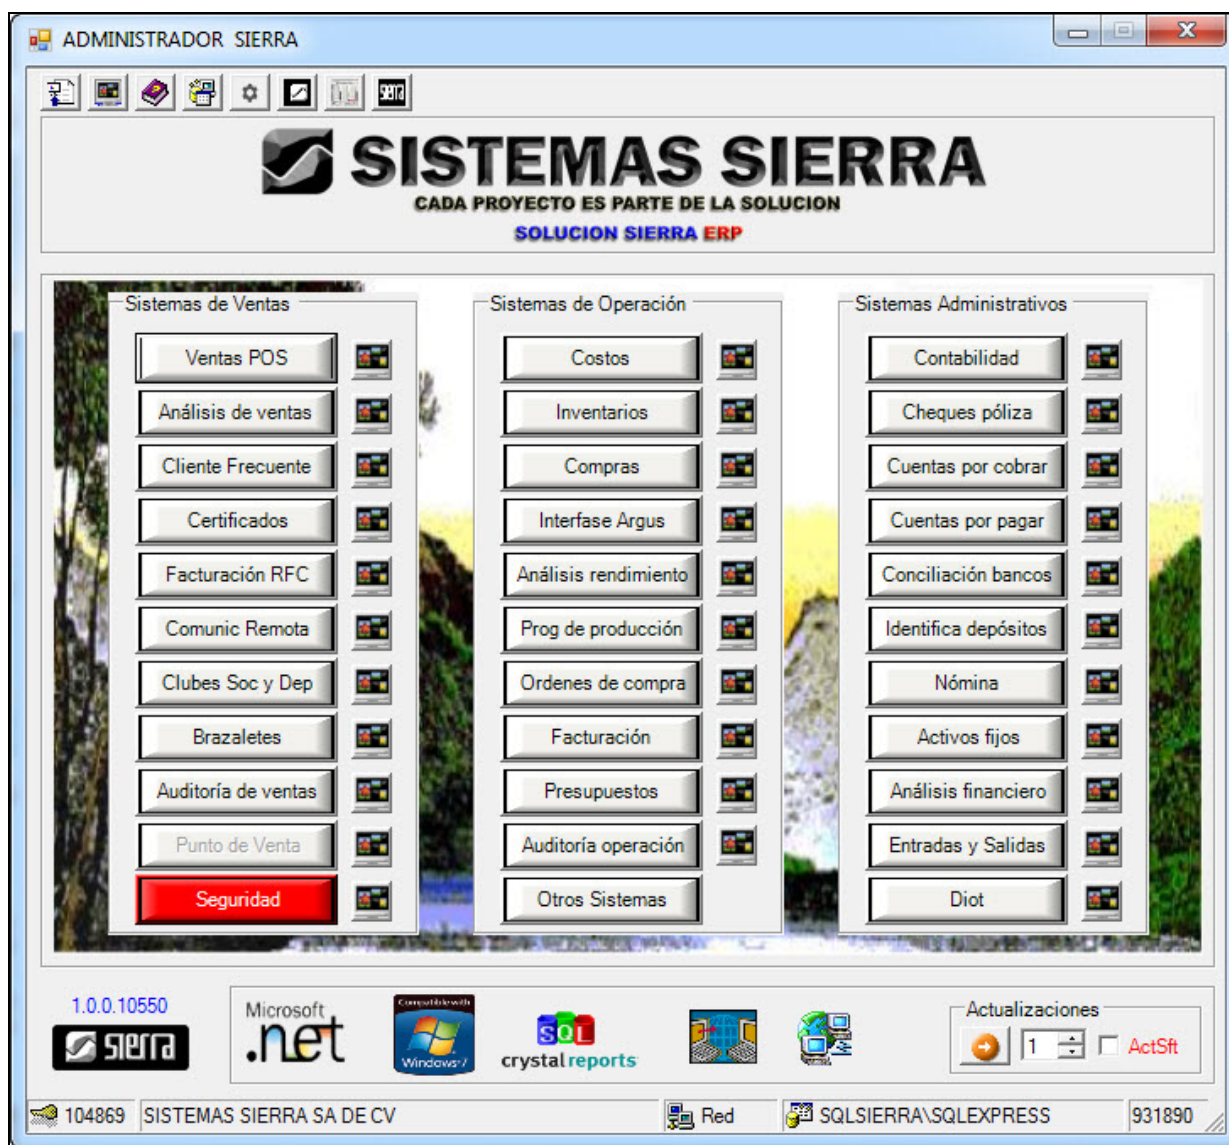 ADMINISTRADOR SIERRA
sierra
SISTEMAS SIERRA
CADA PROYECTO ES PARTE DE LA SOLUCION
SOLUCION SIERRA ERP
Sistemas de Ventas
Ventas POS
Análisis de ventas
Cliente Frecuente
Certificados
Facturación RFC
Comunic Remota
Clubes Soc y Dep
Brazaletes
Auditoría de ventas
Punto de Venta
Seguridad
Sistemas de Operación
Costos
Inventarios
Compras
Interfase Argus
Análisis rendimiento
Prog de producción
Ordenes de compra
Facturación
Presupuestos
Auditoría operación
Otros Sistemas
Sistemas Administrativos
Contabilidad
Cheques póliza
Cuentas por cobrar
Cuentas por pagar
Conciliación bancos
Identifica depósitos
Nómina
Activos fijos
Análisis financiero
Entradas y Salidas
Diot
1.0.0.10550
sierra
Microsoft
.net
Compatible with
Windows 7
SQL
crystal reports
Actualizaciones
1
ActSft
104869
SISTEMAS SIERRA SA DE CV
Red
SQLSIERRA\SQLEXPRESS
931890